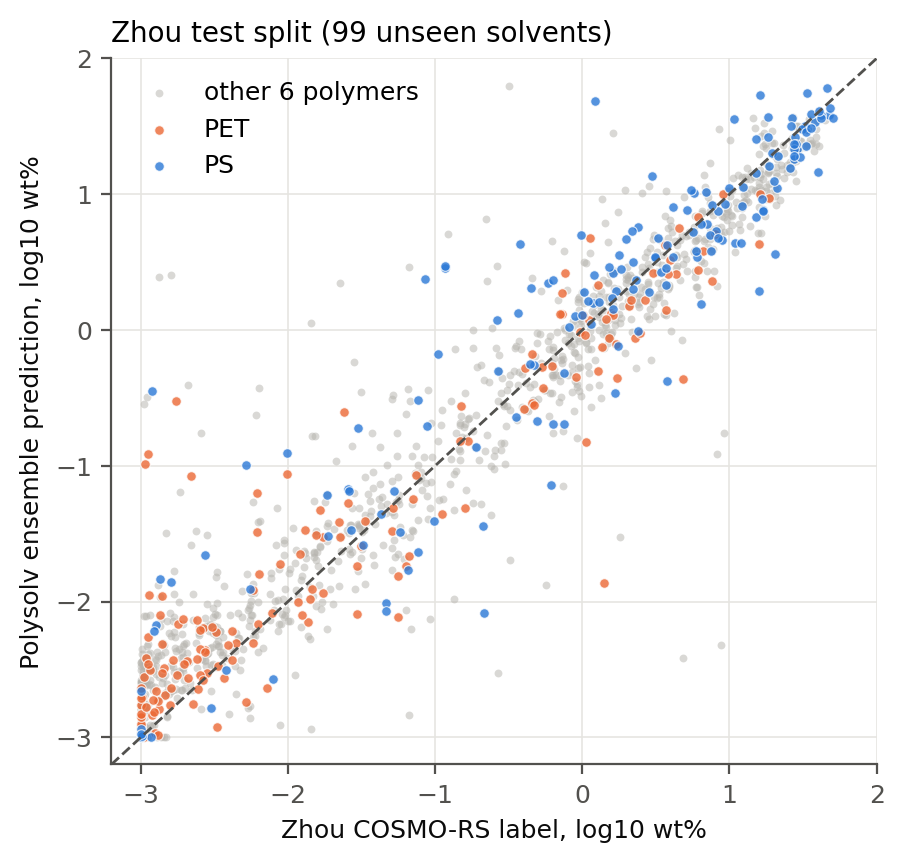 Zhou test split (99 unseen solvents)
other 6 polymers
PET
PS
Polysolv ensemble prediction, log10 wt%
2
1
0
−1
−2
−3
−3
−2
−1
0
1
2
Zhou COSMO-RS label, log10 wt%